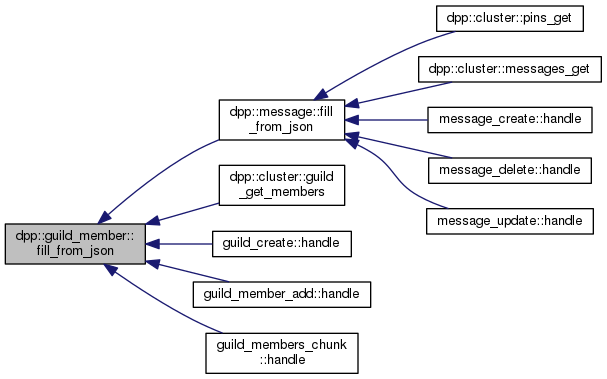 dpp::guild_member::
fill_from_json
dpp::message::fill
_from_json
dpp::cluster::pins_get
dpp::cluster::messages_get
message_create::handle
message_delete::handle
message_update::handle
dpp::cluster::guild
_get_members
guild_create::handle
guild_member_add::handle
guild_members_chunk
::handle